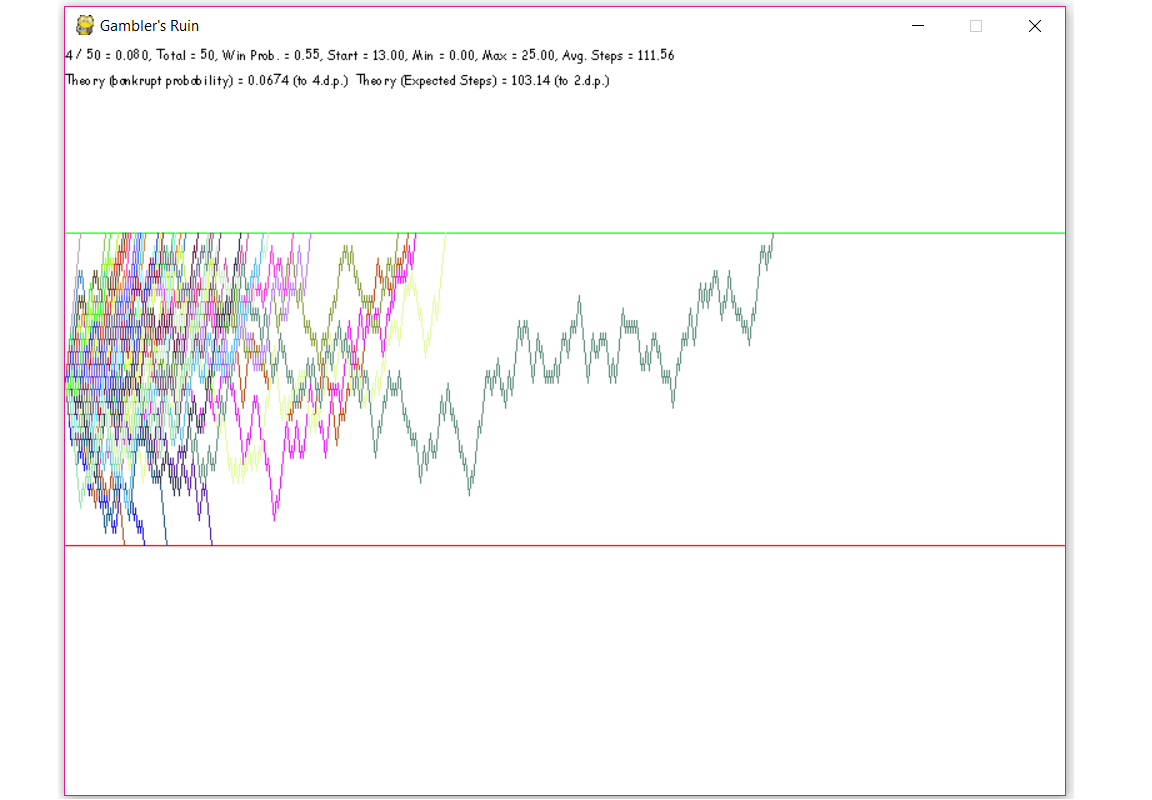 Gambler's Ruin
4 / 50 = 0.080, Total = 50, Win Prob. = 0.55, Start = 13.00, Min = 0.00, Max = 25.00, Avg. Steps = 111.56
Theory (bankrupt probability) = 0.0674 (to 4.d.p.)  Theory (Expected Steps) = 103.14 (to 2.d.p.)